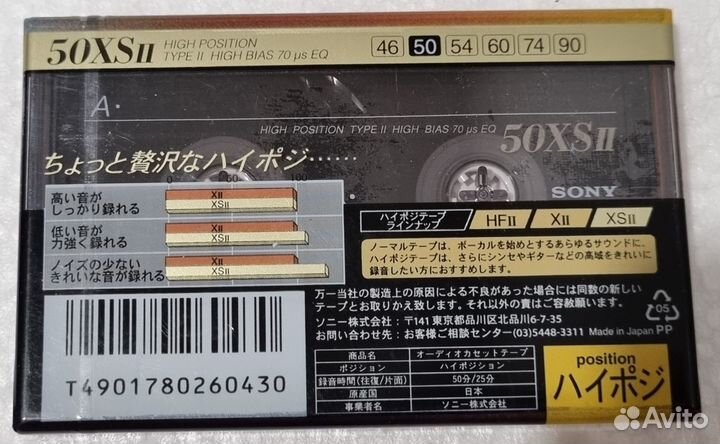 50XSII
HIGH POSITION
TYPE II HIGH BIAS 70 μs EQ
46 50 54 60 74 90
A・
HIGH POSITION TYPE II HIGH BIAS 70 μs EQ 50XSII
SONY
ちょっと贅沢なハイポジ……
0 50 100
高い音が
しっかり録れる
XII
XSII
低い音が
力強く録れる
XII
XSII
ノイズの少ない
きれいな音が録れる
XII
XSII
ハイポジテープ
ラインナップ
HFII XII XSII
ノーマルテープは、ボーカルを始めとするあらゆるサウンドに、
ハイポジテープは、さらにシンセやギターなどの高域をきれいに
録音したい方におすすめします。
万一当社の製造上の原因による不良があった場合には同数の新しい
テープとお取りかえ致します。それ以外の責はご容赦願います。
ソニー株式会社:〒141 東京都品川区北品川6-7-35
お問い合わせ先:お客様ご相談センター(03)5448-3311 Made in Japan
05
PP
T4901780260430
商品名 オーディオカセットテープ
ポジション ハイポジション
録音時間(往復/片面) 50分/25分
原産国 日本
事業者名 ソニー株式会社
position
ハイポジ
Avito